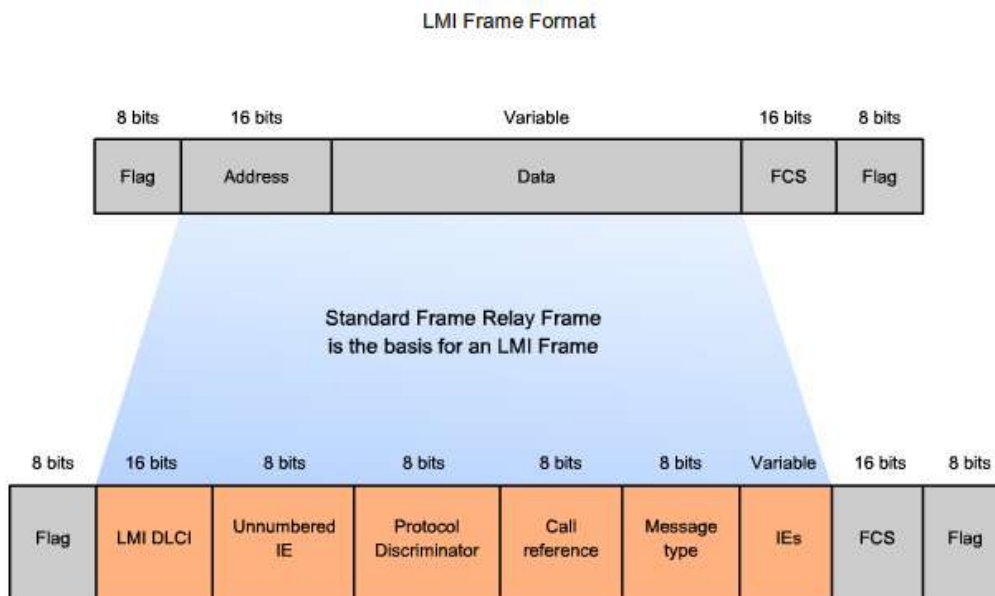 LMI Frame Format
8 bits 16 bits Variable 16 bits 8 bits
Flag Address Data FCS Flag
Standard Frame Relay Frame
is the basis for an LMI Frame
8 bits 16 bits 8 bits 8 bits 8 bits 8 bits Variable 16 bits 8 bits
Flag LMI DLCI Unnumbered IE Protocol Discriminator Call reference Message type IEs FCS Flag